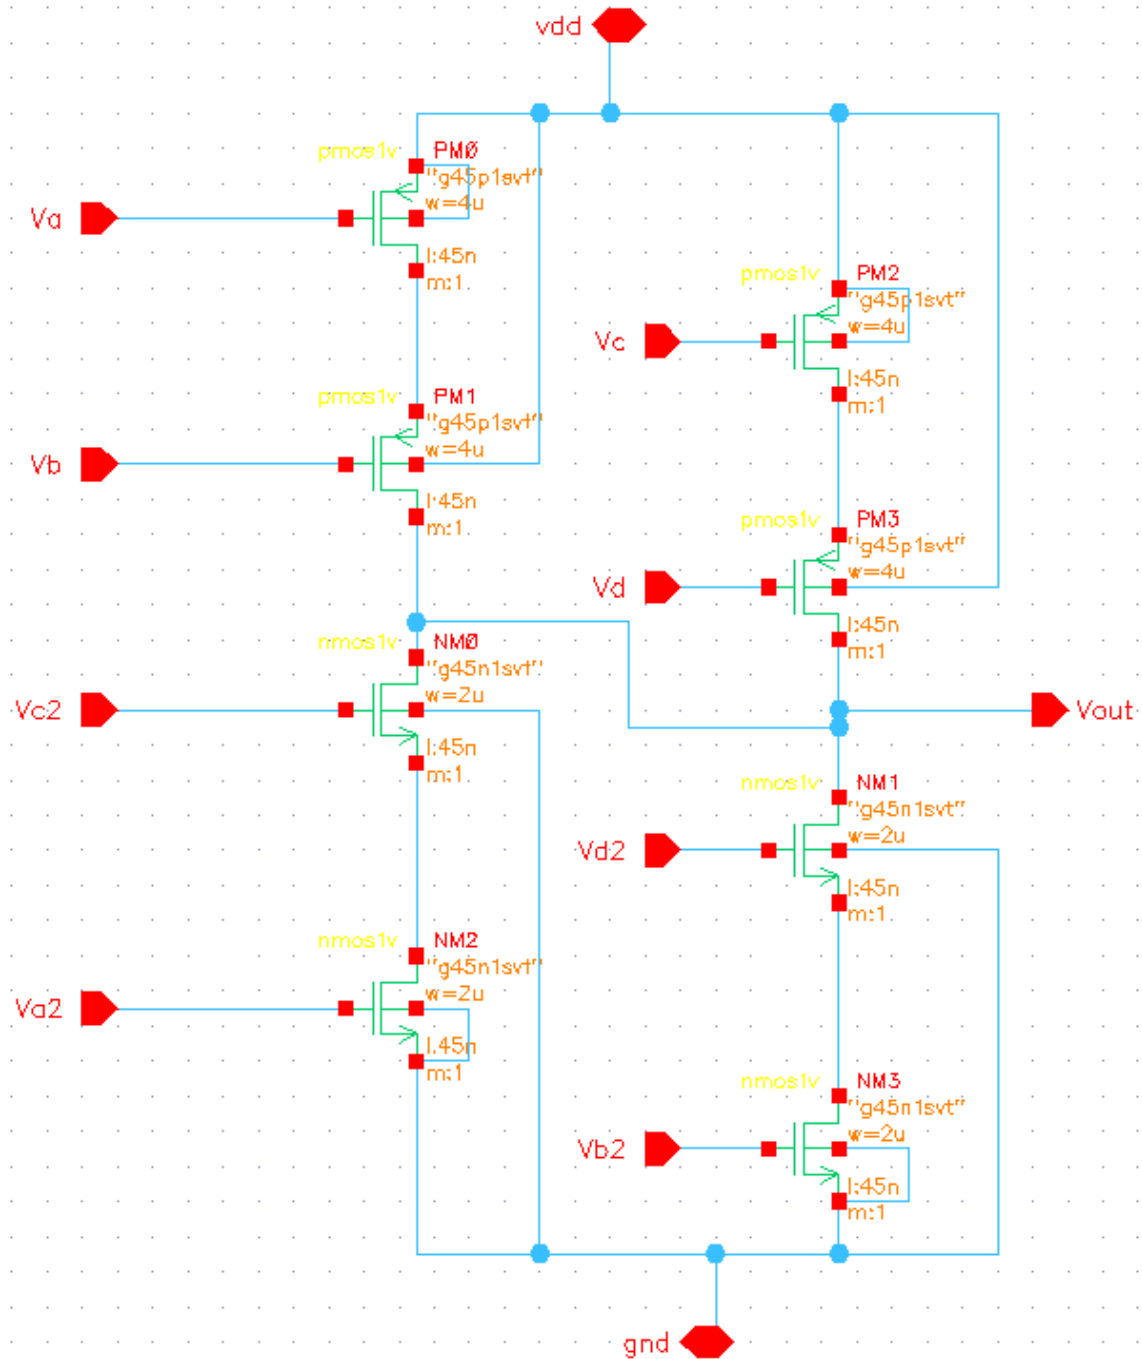 vdd
pmos1v PM0
"g45p1svt"
w=4u
Va
l:45n
m:1
pmos1v PM2
"g45p1svt"
w=4u
Vc
l:45n
m:1
pmos1v PM1
"g45p1svt"
w=4u
Vb
l:45n
m:1
pmos1v PM3
"g45p1svt"
w=4u
Vd
l:45n
m:1
nmos1v NM0
"g45n1svt"
w=2u
Vc2
l:45n
m:1
Vout
nmos1v NM1
"g45n1svt"
w=2u
Vd2
l:45n
m:1
nmos1v NM2
"g45n1svt"
w=2u
Va2
l:45n
m:1
nmos1v NM3
"g45n1svt"
w=2u
Vb2
l:45n
m:1
gnd